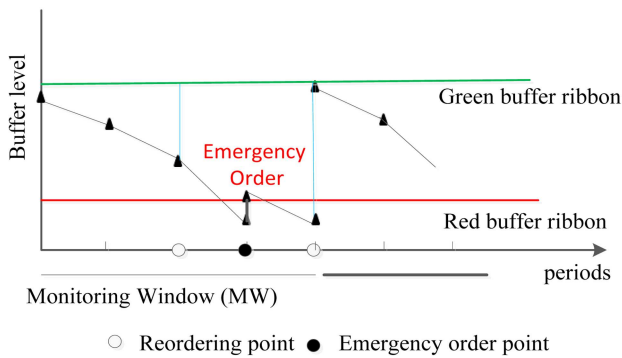 Buffer level
Green buffer ribbon
Emergency
Order
Red buffer ribbon
periods
Monitoring Window (MW)
Reordering point
Emergency order point